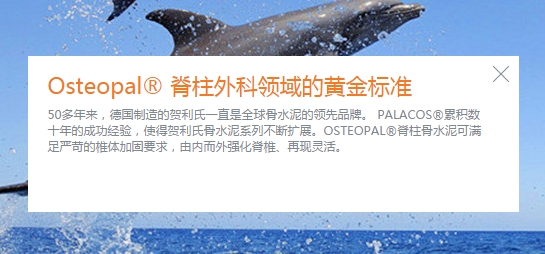 Osteopal® 脊柱外科领域的黄金标准
50多年来，德国制造的贺利氏一直是全球骨水泥的领先品牌。 PALACOS®累积数
十年的成功经验，使得贺利氏骨水泥系列不断扩展。OSTEOPAL®脊柱骨水泥可满
足严苛的椎体加固要求，由内而外强化脊椎、再现灵活。